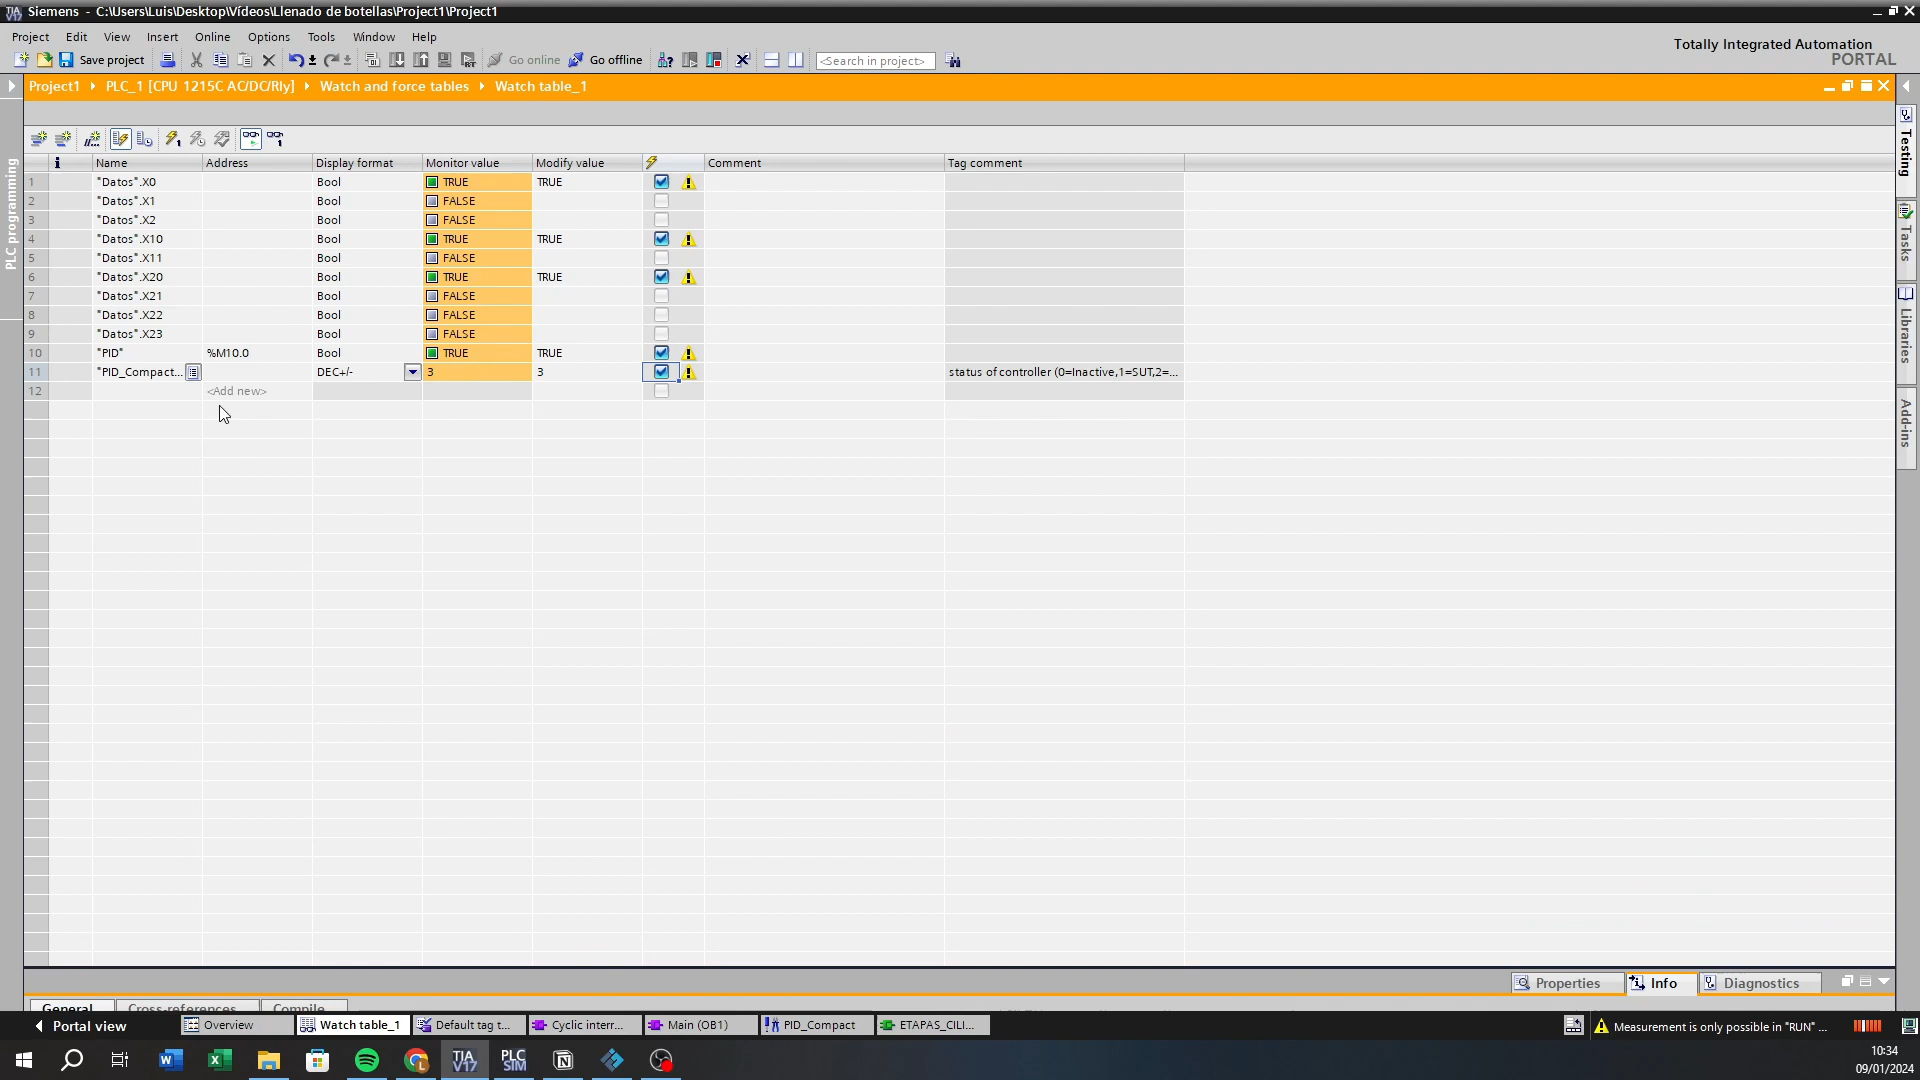 Siemens - C:\Users\Luis\Desktop\Vídeos\Llenado de botellas\Project1\Project1
Project Edit View Insert Online Options Tools Window Help
Totally Integrated Automation
PORTAL
Save project Go online Go offline <Search in project>
Project1 PLC_1 [CPU 1215C AC/DC/Rly] Watch and force tables Watch table_1
i Name Address Display format Monitor value Modify value Comment Tag comment
1 "Datos".X0 Bool TRUE TRUE
2 "Datos".X1 Bool FALSE
3 "Datos".X2 Bool FALSE
4 "Datos".X10 Bool TRUE TRUE
5 "Datos".X11 Bool FALSE
6 "Datos".X20 Bool TRUE TRUE
7 "Datos".X21 Bool FALSE
8 "Datos".X22 Bool FALSE
9 "Datos".X23 Bool FALSE
10 "PID" %M10.0 Bool TRUE TRUE
11 "PID_Compact... DEC+/- 3 3 status of controller (0=Inactive,1=SUT,2=...
12 <Add new>
PLC programming
Testing
Tasks
Libraries
Add-ins
Properties Info Diagnostics
General Cross-references Compile
Portal view Overview Watch table_1 Default tag t... Cyclic interr... Main (OB1) PID_Compact ETAPAS_CILI... Measurement is only possible in "RUN" ...
TIA V17 PLC SIM
10:34
09/01/2024